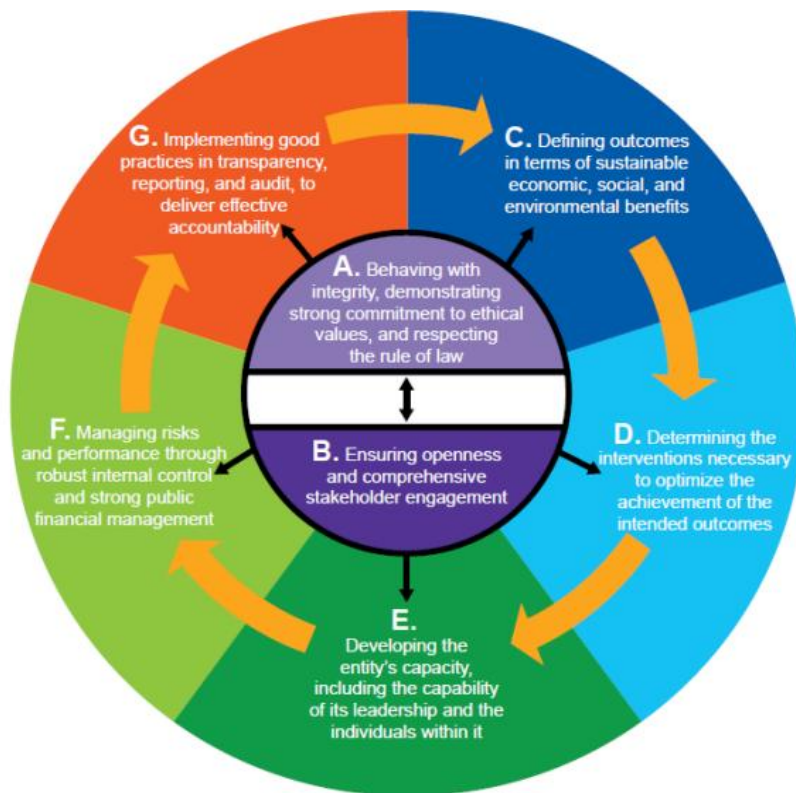 G. Implementing good
practices in transparency,
reporting, and audit, to
deliver effective
accountability
C. Defining outcomes
in terms of sustainable
economic, social, and
environmental benefits
A. Behaving with
integrity, demonstrating
strong commitment to ethical
values, and respecting
the rule of law
B. Ensuring openness
and comprehensive
stakeholder engagement
F. Managing risks
and performance through
robust internal control
and strong public
financial management
D. Determining the
interventions necessary
to optimize the
achievement of the
intended outcomes
E.
Developing the
entity's capacity,
including the capability
of its leadership and the
individuals within it